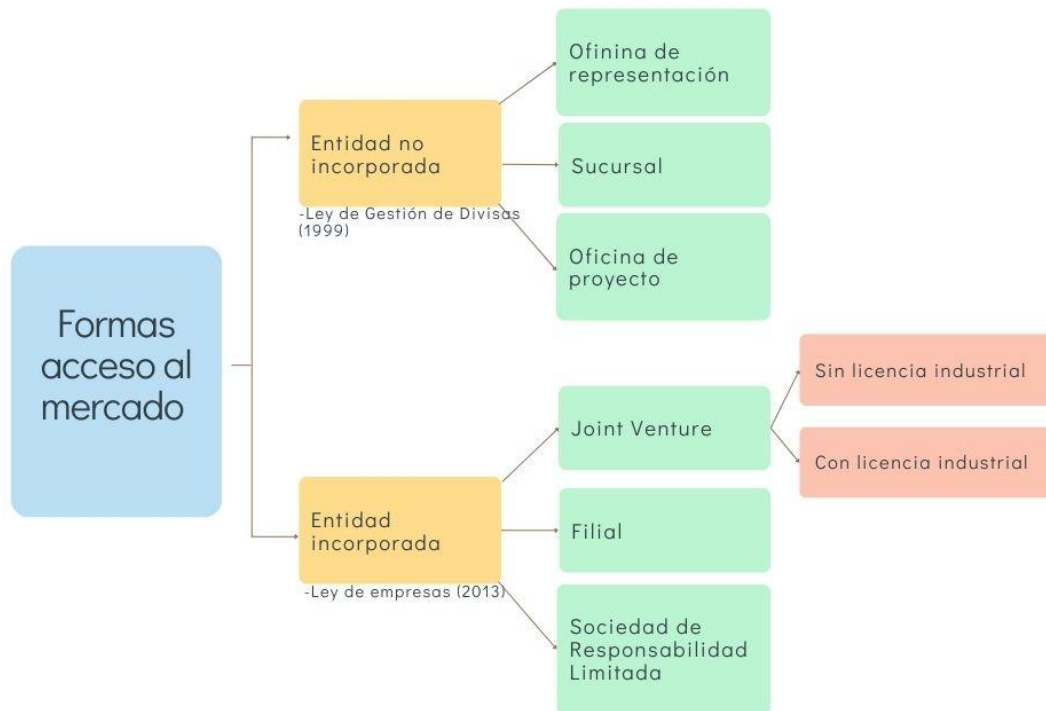 Formas
acceso al
mercado
Entidad no
incorporada
-Ley de Gestión de Divisas
(1999)
Ofinina de
representación
Sucursal
Oficina de
proyecto
Entidad
incorporada
-Ley de empresas (2013)
Joint Venture
Sin licencia industrial
Con licencia industrial
Filial
Sociedad de
Responsabilidad
Limitada